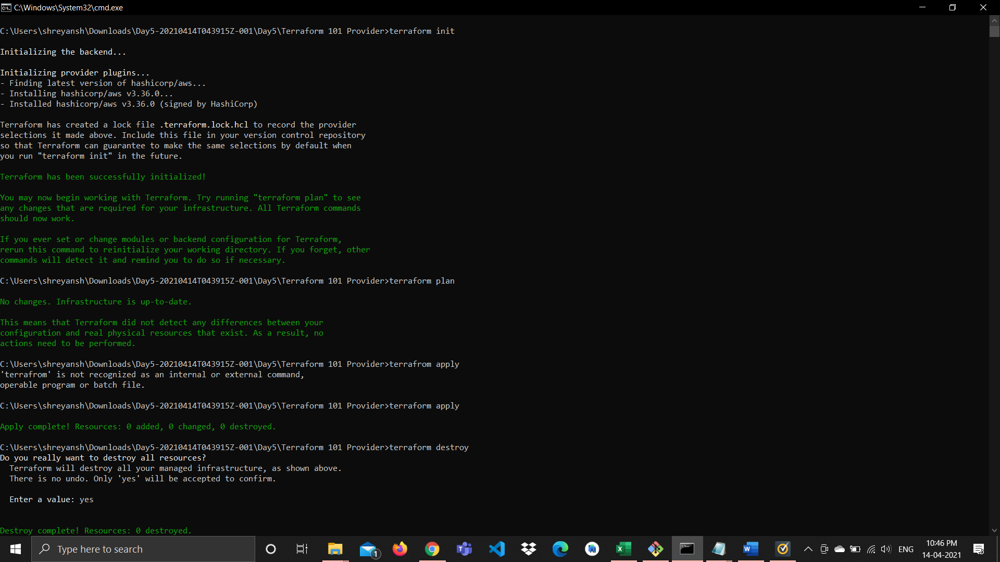 C:\Windows\System32\cmd.exe
C:\Users\shreyansh\Downloads\Day5-20210414T043915Z-001\Day5\Terraform 101 Provider>terraform init
Initializing the backend...
Initializing provider plugins...
- Finding latest version of hashicorp/aws...
- Installing hashicorp/aws v3.36.0...
- Installed hashicorp/aws v3.36.0 (signed by HashiCorp)
Terraform has created a lock file .terraform.lock.hcl to record the provider
selections it made above. Include this file in your version control repository
so that Terraform can guarantee to make the same selections by default when
you run "terraform init" in the future.
Terraform has been successfully initialized!
You may now begin working with Terraform. Try running "terraform plan" to see
any changes that are required for your infrastructure. All Terraform commands
should now work.
If you ever set or change modules or backend configuration for Terraform,
rerun this command to reinitialize your working directory. If you forget, other
commands will detect it and remind you to do so if necessary.
C:\Users\shreyansh\Downloads\Day5-20210414T043915Z-001\Day5\Terraform 101 Provider>terraform plan
No changes. Infrastructure is up-to-date.
This means that Terraform did not detect any differences between your
configuration and real physical resources that exist. As a result, no
actions need to be performed.
C:\Users\shreyansh\Downloads\Day5-20210414T043915Z-001\Day5\Terraform 101 Provider>terrafrom apply
'terrafrom' is not recognized as an internal or external command,
operable program or batch file.
C:\Users\shreyansh\Downloads\Day5-20210414T043915Z-001\Day5\Terraform 101 Provider>terraform apply
Apply complete! Resources: 0 added, 0 changed, 0 destroyed.
C:\Users\shreyansh\Downloads\Day5-20210414T043915Z-001\Day5\Terraform 101 Provider>terraform destroy
Do you really want to destroy all resources?
Terraform will destroy all your managed infrastructure, as shown above.
There is no undo. Only 'yes' will be accepted to confirm.
Enter a value: yes
Destroy complete! Resources: 0 destroyed.
Type here to search
1
ENG
10:46 PM
14-04-2021